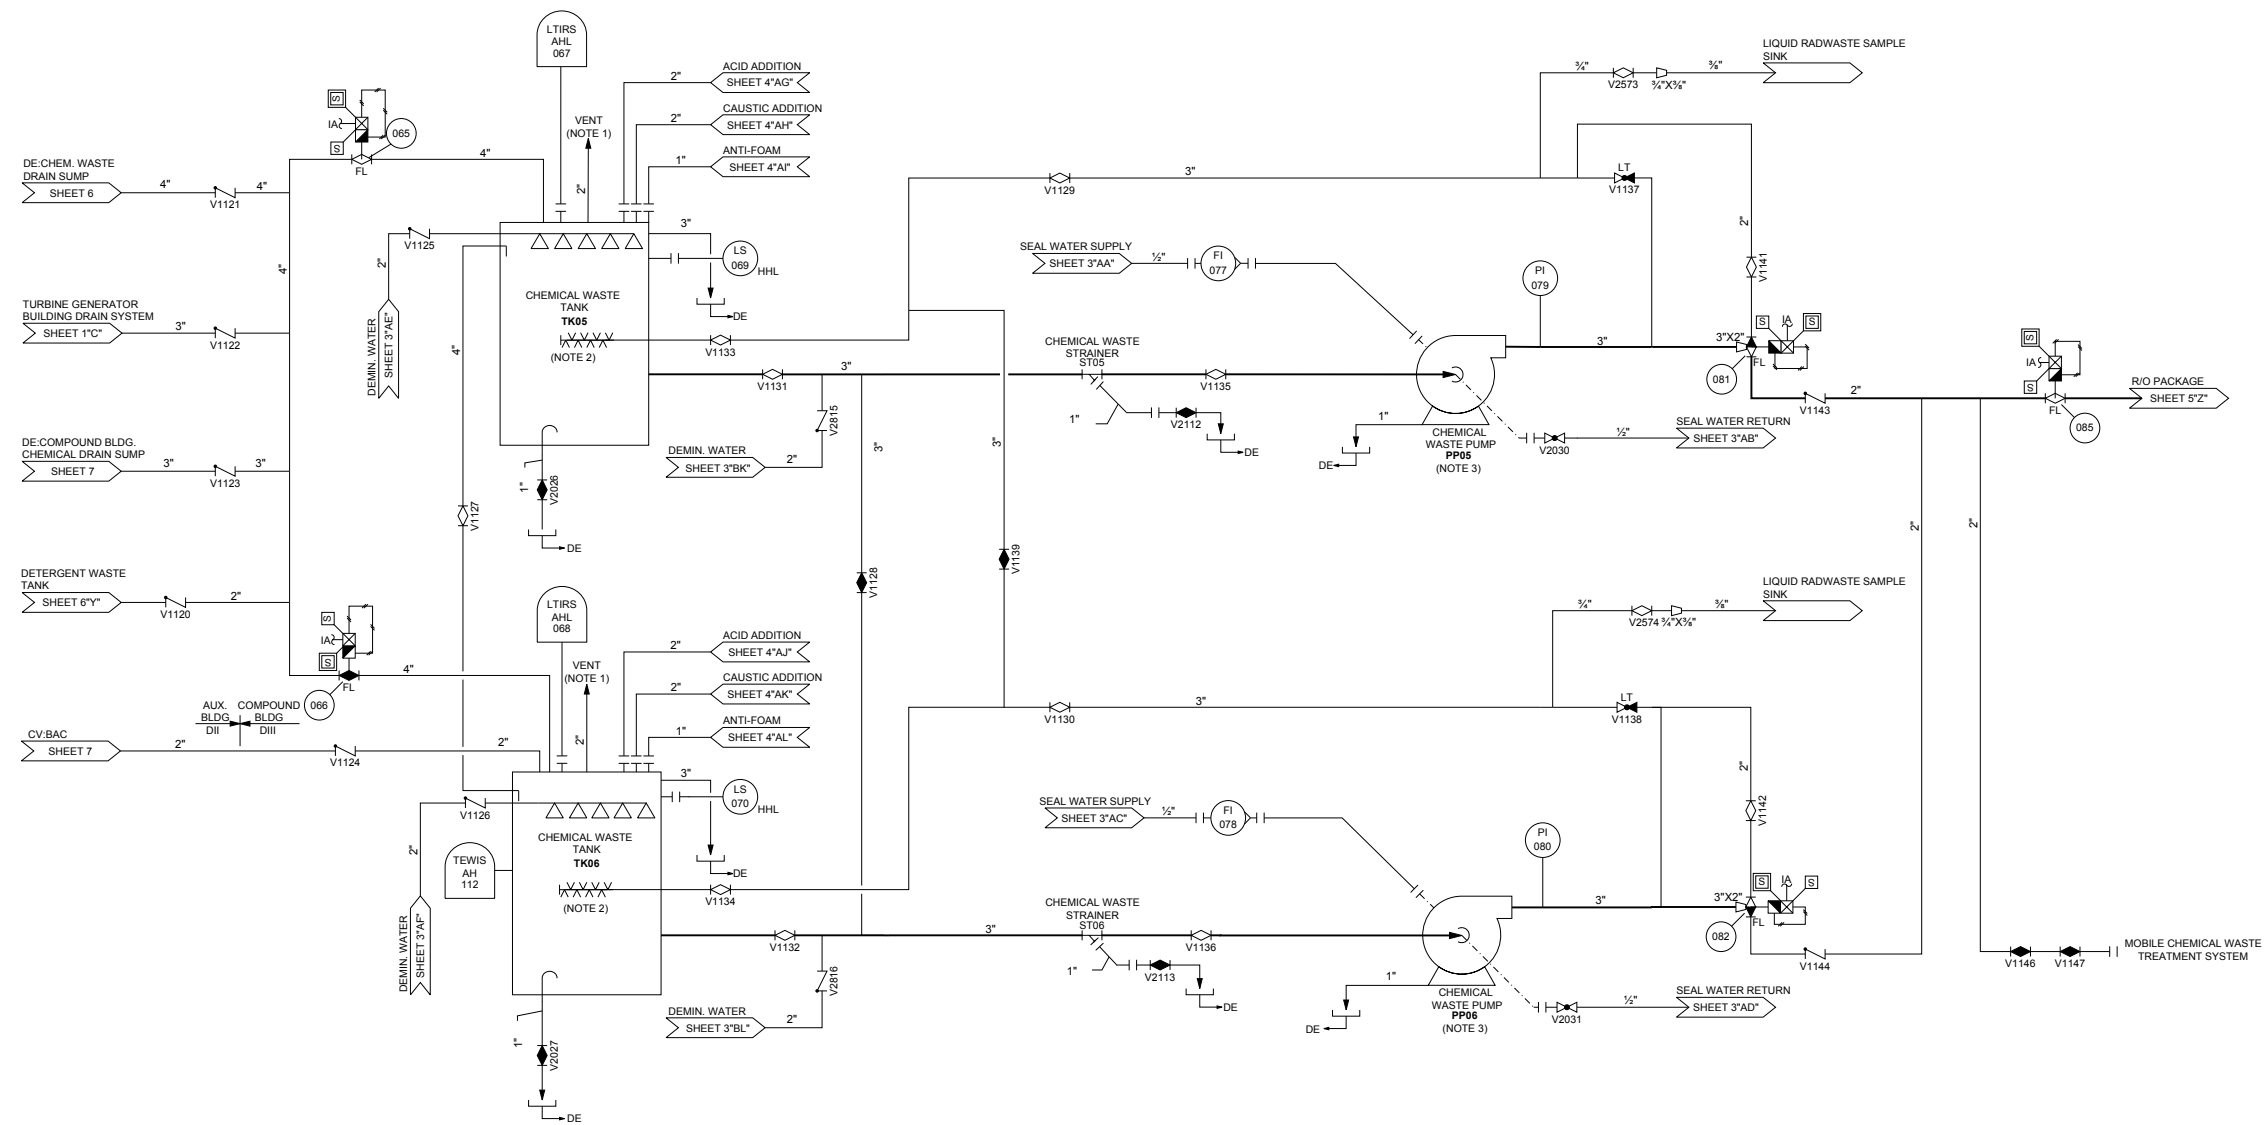 LTIRS
AHL
067
ACID ADDITION
2"
SHEET 4"AG"
CAUSTIC ADDITION
2"
SHEET 4"AH"
ANTI-FOAM
1"
SHEET 4"AI"
VENT
(NOTE 1)
2"
S
IA
S
065
FL
4"
DE:CHEM. WASTE
DRAIN SUMP
SHEET 6
4"
V1121
4"
4"
TURBINE GENERATOR
BUILDING DRAIN SYSTEM
SHEET 1"C"
3"
V1122
DE:COMPOUND BLDG.
CHEMICAL DRAIN SUMP
SHEET 7
3"
V1123
3"
DETERGENT WASTE
TANK
SHEET 6"Y"
V1120
2"
S
IA
S
FL
066
4"
AUX.
BLDG
DII
COMPOUND
BLDG
DIII
CV:BAC
SHEET 7
2"
V1124
2"
V1125
2"
DEMIN. WATER
SHEET 3"AE"
4"
V1127
3"
LS
069
HHL
DE
CHEMICAL WASTE
TANK
TK05
(NOTE 2)
V1133
V1131
3"
V2815
DEMIN. WATER
SHEET 3"BK"
2"
1"
V2026
DE
3"
V1128
3"
V1139
LIQUID RADWASTE SAMPLE
SINK
¾"
V2573
¾"X⅜"
⅜"
V1129
3"
LT
V1137
SEAL WATER SUPPLY
SHEET 3"AA"
½"
FI
077
PI
079
2"
V1141
CHEMICAL WASTE
STRAINER
ST05
V1135
1"
V2112
DE
1"
DE
CHEMICAL
WASTE PUMP
PP05
(NOTE 3)
3"
3"X2"
FL
S
IA
S
081
SEAL WATER RETURN
V2030
½"
SHEET 3"AB"
V1143
2"
S
IA
S
FL
085
R/O PACKAGE
SHEET 5"Z"
2"
2"
LTIRS
AHL
068
ACID ADDITION
2"
SHEET 4"AJ"
CAUSTIC ADDITION
2"
SHEET 4"AK"
ANTI-FOAM
1"
SHEET 4"AL"
VENT
(NOTE 1)
2"
V1126
2"
DEMIN. WATER
SHEET 3"AF"
TEWIS
AH
112
3"
LS
070
HHL
DE
CHEMICAL WASTE
TANK
TK06
(NOTE 2)
V1134
V1132
3"
V2816
DEMIN. WATER
SHEET 3"BL"
2"
1"
V2027
DE
LIQUID RADWASTE SAMPLE
SINK
¾"
V2574
¾"X⅜"
⅜"
V1130
3"
LT
V1138
SEAL WATER SUPPLY
SHEET 3"AC"
½"
FI
078
PI
080
2"
V1142
CHEMICAL WASTE
STRAINER
ST06
V1136
1"
V2113
DE
1"
DE
CHEMICAL
WASTE PUMP
PP06
(NOTE 3)
3"
3"X2"
FL
S
IA
S
082
SEAL WATER RETURN
V2031
½"
SHEET 3"AD"
V1144
V1146
V1147
MOBILE CHEMICAL WASTE
TREATMENT SYSTEM